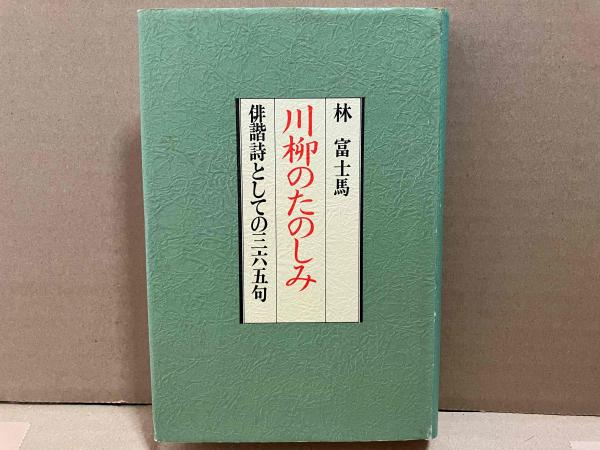 林 富士馬
川柳のたのしみ
俳諧詩としての三六五句